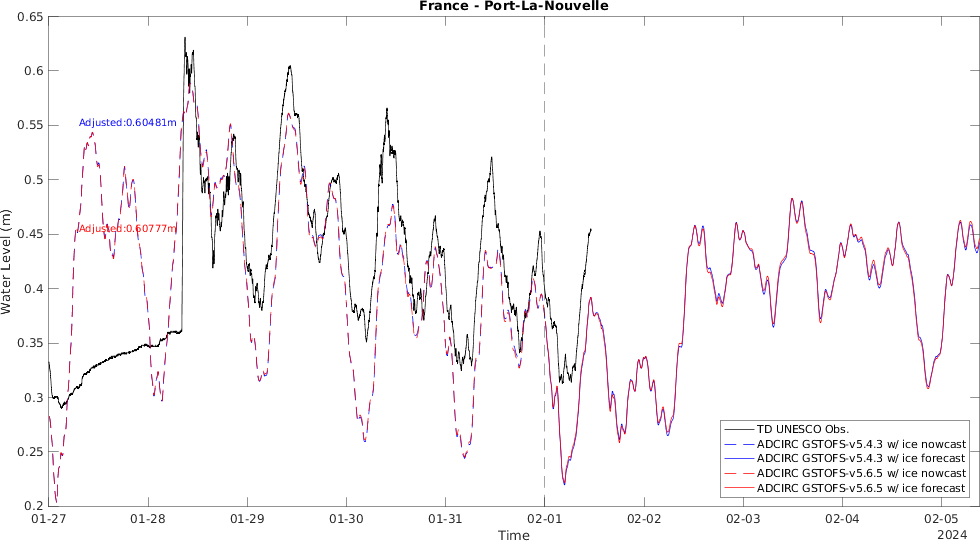 France - Port-La-Nouvelle
0.65
0.6
0.55
0.5
0.45
0.4
0.35
0.3
0.25
0.2
Water Level (m)
Adjusted:0.60481m
Adjusted:0.60777m
TD UNESCO Obs.
ADCIRC GSTOFS-v5.4.3 w/ ice nowcast
ADCIRC GSTOFS-v5.4.3 w/ ice forecast
ADCIRC GSTOFS-v5.6.5 w/ ice nowcast
ADCIRC GSTOFS-v5.6.5 w/ ice forecast
01-27 01-28 01-29 01-30 01-31 02-01 02-02 02-03 02-04 02-05
Time
2024